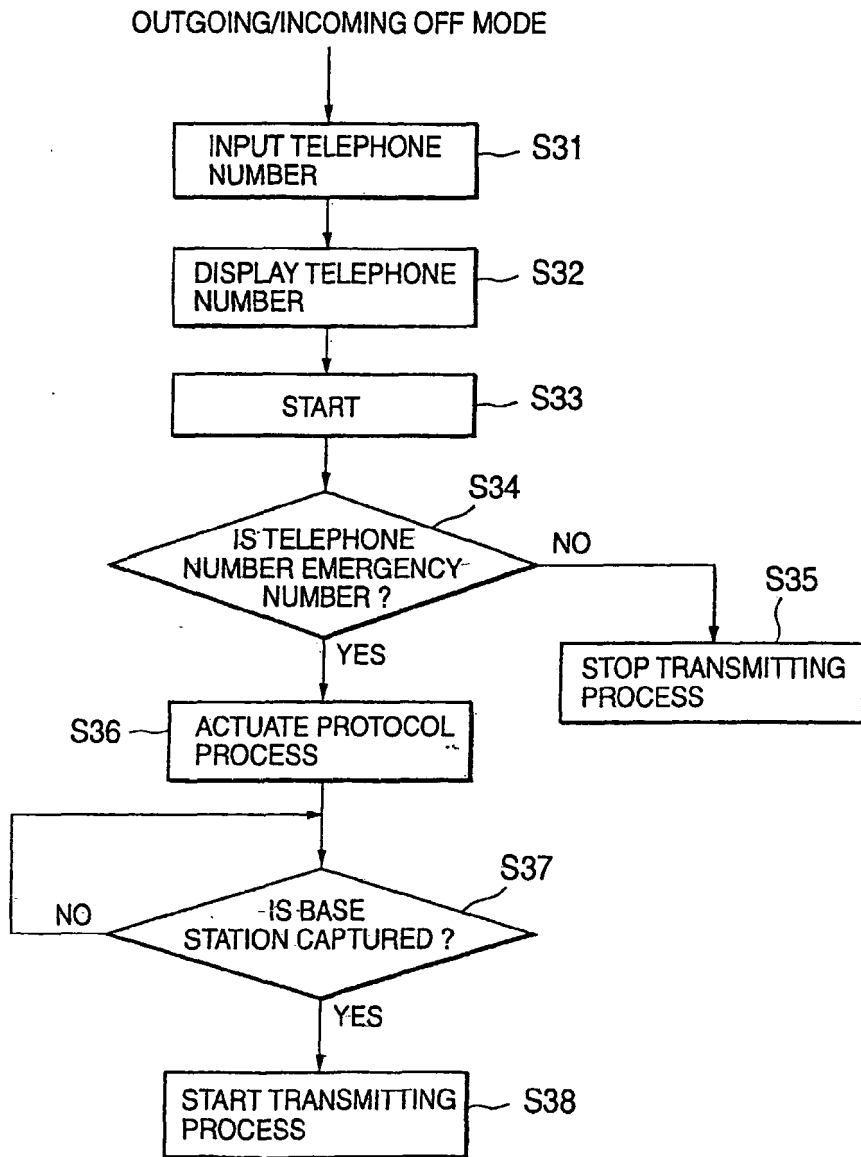 OUTGOING/INCOMING OFF MODE
INPUT TELEPHONE
NUMBER
S31
DISPLAY TELEPHONE
NUMBER
S32
START
S33
S34
IS TELEPHONE
NUMBER EMERGENCY
NUMBER ?
NO
YES
S35
STOP TRANSMITTING
PROCESS
S36
ACTUATE PROTOCOL
PROCESS
S37
IS BASE
STATION CAPTURED ?
NO
YES
START TRANSMITTING
PROCESS
S38